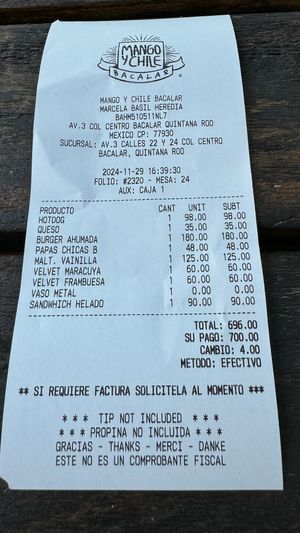 MANGO
Y CHILE
BACALAR
MANGO Y CHILE BACALAR
MARCELA BASIL HEREDIA
BAHM510511NL7
AV.3 COL CENTRO BACALAR QUINTANA ROO
MEXICO CP: 77930
SUCURSAL: AV.3 CALLES 22 Y 24 COL CENTRO
BACALAR, QUINTANA ROO
2024-11-29 16:39:30
FOLIO: #2320 - MESA: 24
AUX: CAJA 1
PRODUCTO CANT UNIT SUBT
HOTDOG 1 98.00 98.00
QUESO 1 35.00 35.00
BURGER AHUMADA 1 180.00 180.00
PAPAS CHICAS B 1 48.00 48.00
MALT. VAINILLA 1 125.00 125.00
VELVET MARACUYA 1 60.00 60.00
VELVET FRAMBUESA 1 60.00 60.00
VASO METAL 1 0.00 0.00
SANDWHICH HELADO 1 90.00 90.00
TOTAL: 696.00
SU PAGO: 700.00
CAMBIO: 4.00
METODO: EFECTIVO
** SI REQUIERE FACTURA SOLICITELA AL MOMENTO ***
* * * TIP NOT INCLUDED * * *
* * * PROPINA NO INCLUIDA * * *
GRACIAS - THANKS - MERCI - DANKE
ESTE NO ES UN COMPROBANTE FISCAL